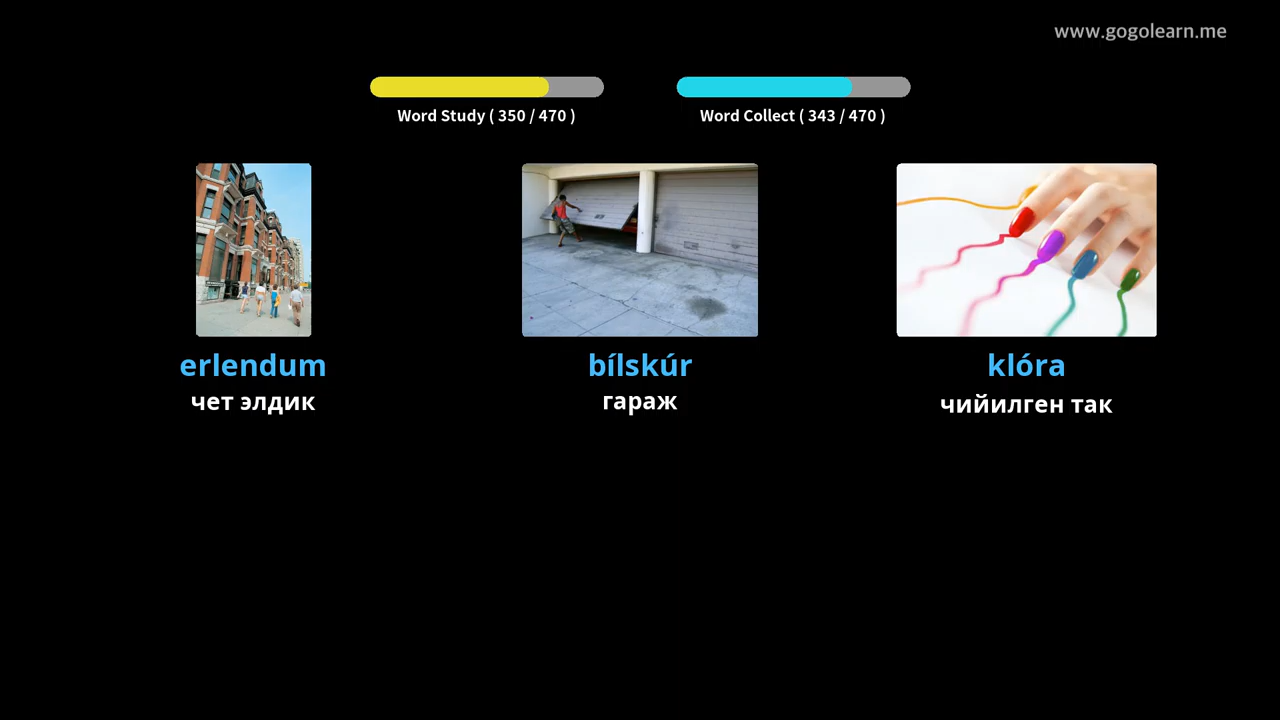 www.gogolearn.me
Word Study ( 350 / 470 )
Word Collect ( 343 / 470 )
erlendum
чет элдик
bílskúr
гараж
klóra
чийилген так